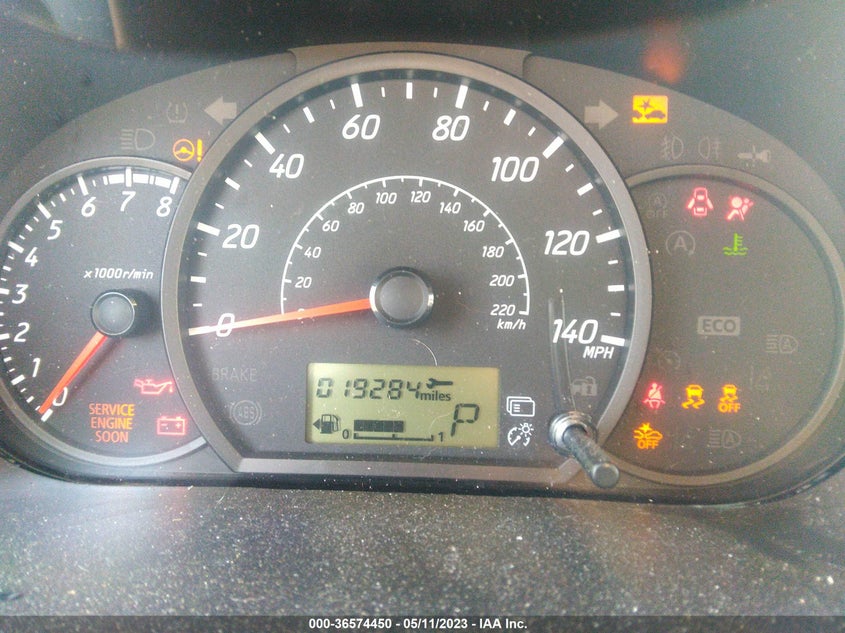 60
80
40
100
20
120
0
140
MPH
20
40
60
80
100
120
140
160
180
200
220
km/h
8
7
6
5
4
3
2
1
0
x1000r/min
SERVICE
ENGINE
SOON
BRAKE
ABS
019284 miles
0 1
P
OFF
A
ECO
OFF
OFF
000-36574450 - 05/11/2023 - IAA Inc.